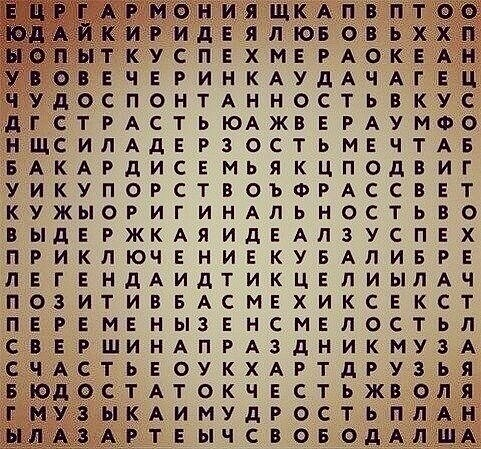 ЕЦРГАРМОНИЯЩКАПВПТОО
ЮДАЙКИРИДЕЯЛЮБОВЬХХП
ЫОПЫТКУСПЕХМЕРАОКЕАН
УВОВЕЧЕРИНКАУДАЧАГЕЦ
ЧУДОСПОНТАННОСТЬВКУС
ДГСТРАСТЬЮАЖВЕРАУМФО
НЩСИЛАДЕРЗОСТЬМЕЧТАБ
БАКАРДИСЕМЬЯКЦПОДВИГ
УИКУПОРСТВОЪФРАССВЕТ
КУЖЫОРИГИНАЛЬНОСТЬВО
ВЫДЕРЖКАЯИДЕАЛЗУСПЕХ
ПРИКЛЮЧЕНИЕКУБАЛИБРЕ
ЛЕГЕНДАИДТИКЦЕЛИЫЛАЧ
ПОЗИТИВБАСМЕХИКСЕКСТ
ПЕРЕМЕНЫЗЕНСМЕЛОСТЬЛ
СВЕРШИНАПРАЗДНИКМУЗА
СЧАСТЬЕОУКХАРТДРУЗЬЯ
БЮДОСТАТОКЧЕСТЬЖВОЛЯ
ГМУЗЫКАИМУДРОСТЬПЛАН
ЫЛАЗАРТЕЫЧСВОБОДАЛША